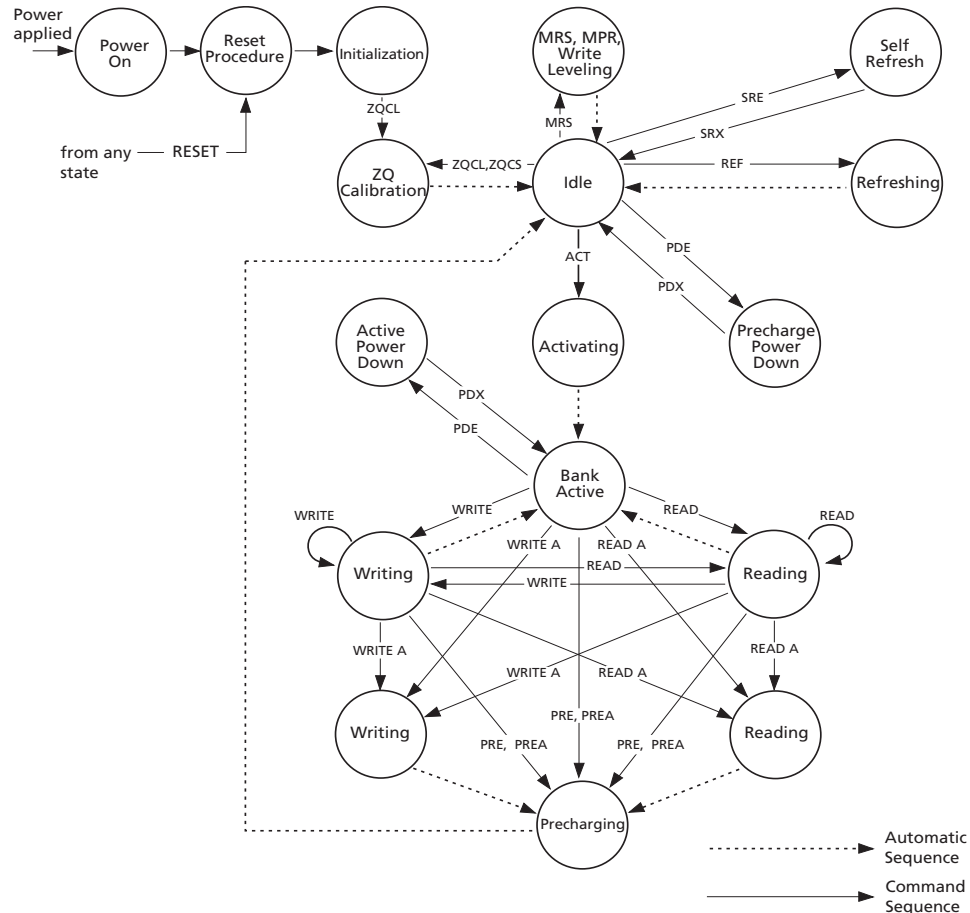 Power
applied
Power
On
Reset
Procedure
Initialization
MRS, MPR,
Write
Leveling
Self
Refresh
SRE
ZQCL
MRS
SRX
from any
state
RESET
ZQ
Calibration
ZQCL,ZQCS
Idle
REF
Refreshing
ACT
PDE
PDX
Active
Power
Down
Activating
Precharge
Power
Down
PDX
PDE
Bank
Active
WRITE
WRITE
READ
READ
WRITE A
READ A
Writing
READ
WRITE
Reading
WRITE A
READ A
WRITE A
READ A
Writing
PRE, PREA
Reading
PRE, PREA
PRE, PREA
Precharging
Automatic
Sequence
Command
Sequence